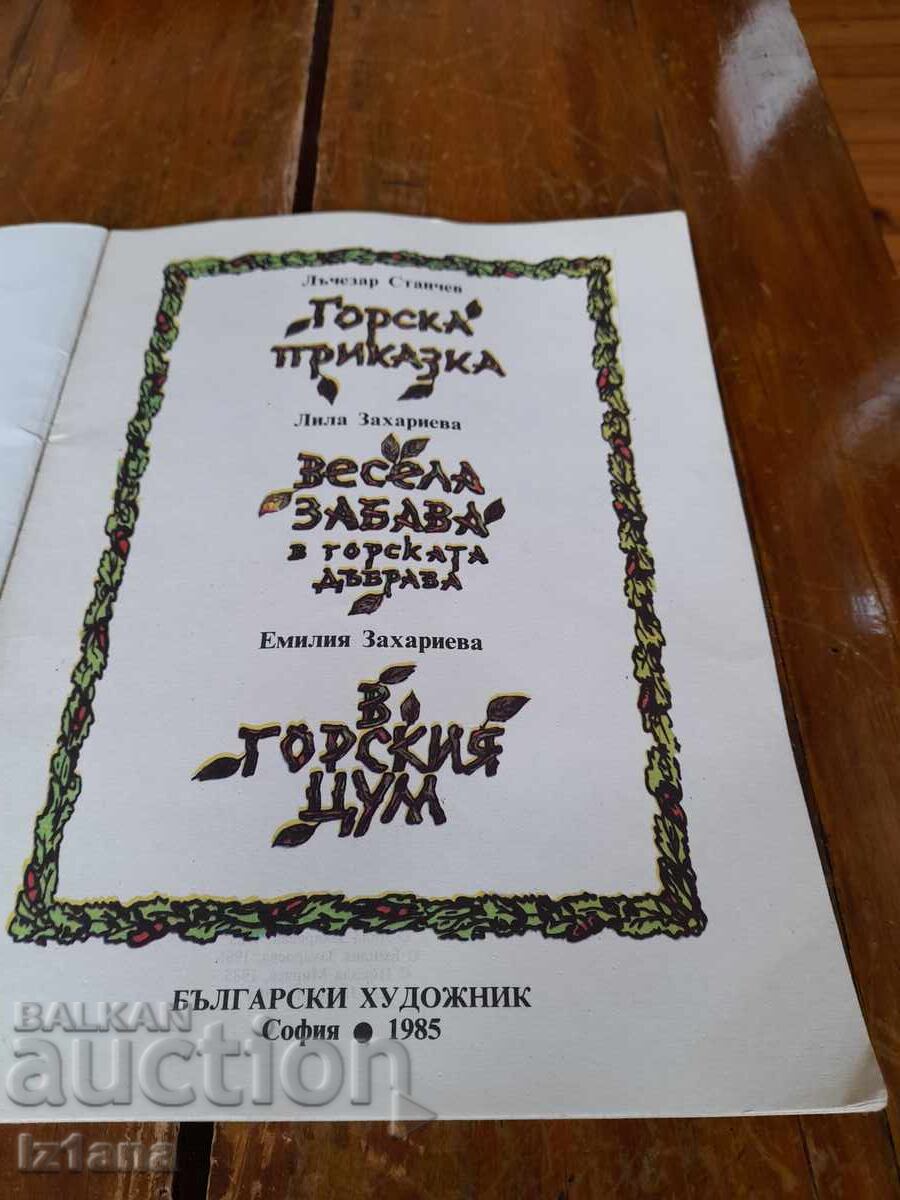 Лъчезар Станчев
ГОРСКА
ПРИКАЗКА
Лила Захариева
ВЕСЕЛА
ЗАБАВА
В ГОРСКАТА
ДЪБРАВА
Емилия Захариева
В
ГОРСКИЯ
ЦУМ
БЪЛГАРСКИ ХУДОЖНИК
София ● 1985
BALKAN
auction
iz1ana